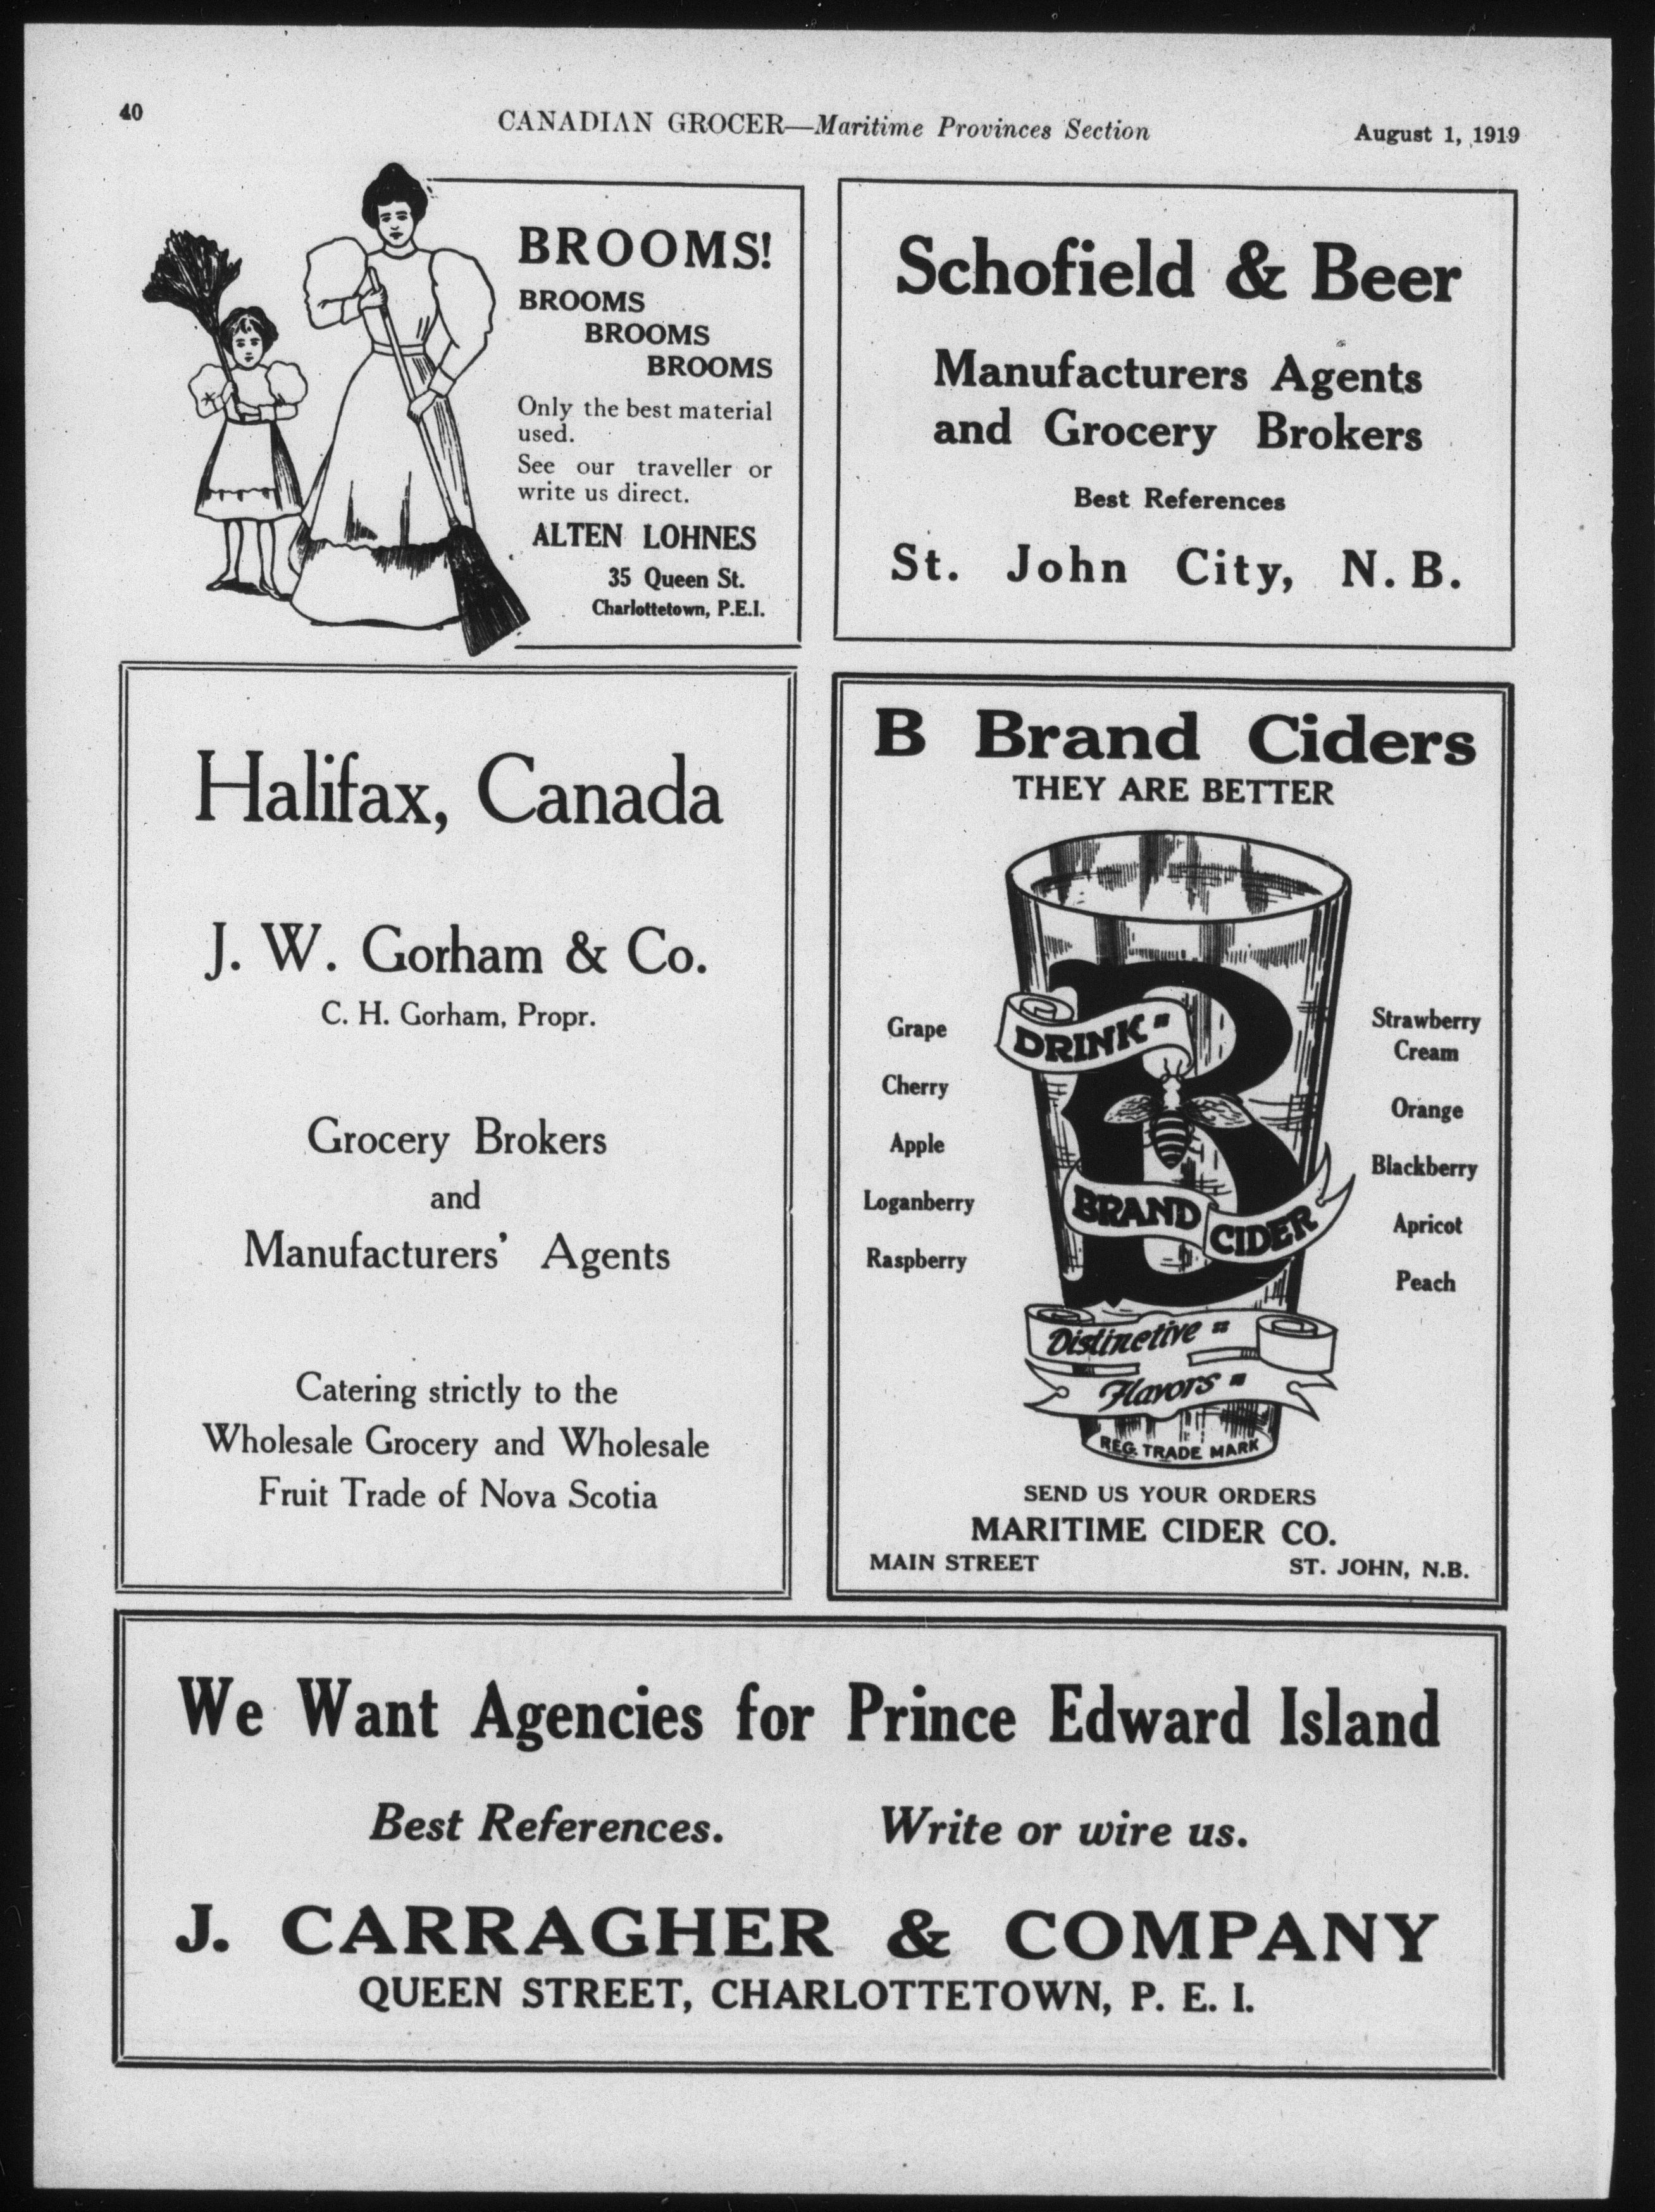 40
CANADIAN GROCER—Maritime Provinces Section
August 1, 1919
BROOMS!
BROOMS
BROOMS
BROOMS
Only the best material
used.
See our traveller or
write us direct.
ALTEN LOHNES
35 Queen St.
Charlottetown, P.E.I.
Schofield & Beer
Manufacturers Agents
and Grocery Brokers
Best References
St. John City, N. B.
Halifax, Canada
J. W. Gorham & Co.
C. H. Gorham, Propr.
Grocery Brokers
and
Manufacturers' Agents
Catering strictly to the
Wholesale Grocery and Wholesale
Fruit Trade of Nova Scotia
B Brand Ciders
THEY ARE BETTER
Grape
Cherry
Apple
Loganberry
Raspberry
B
DRINK
BRAND CIDER
Distinctive
Flavors
REG. TRADE MARK
Strawberry
Cream
Orange
Blackberry
Apricot
Peach
SEND US YOUR ORDERS
MARITIME CIDER CO.
MAIN STREET ST. JOHN, N.B.
We Want Agencies for Prince Edward Island
Best References. Write or wire us.
J. CARRAGHER & COMPANY
QUEEN STREET, CHARLOTTETOWN, P. E. I.